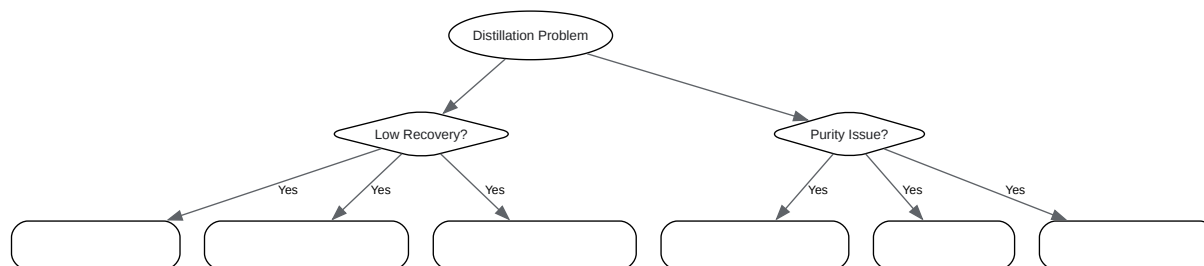 Distillation Problem
Low Recovery?
Purity Issue?
Yes
Yes
Yes
Yes
Yes
Yes